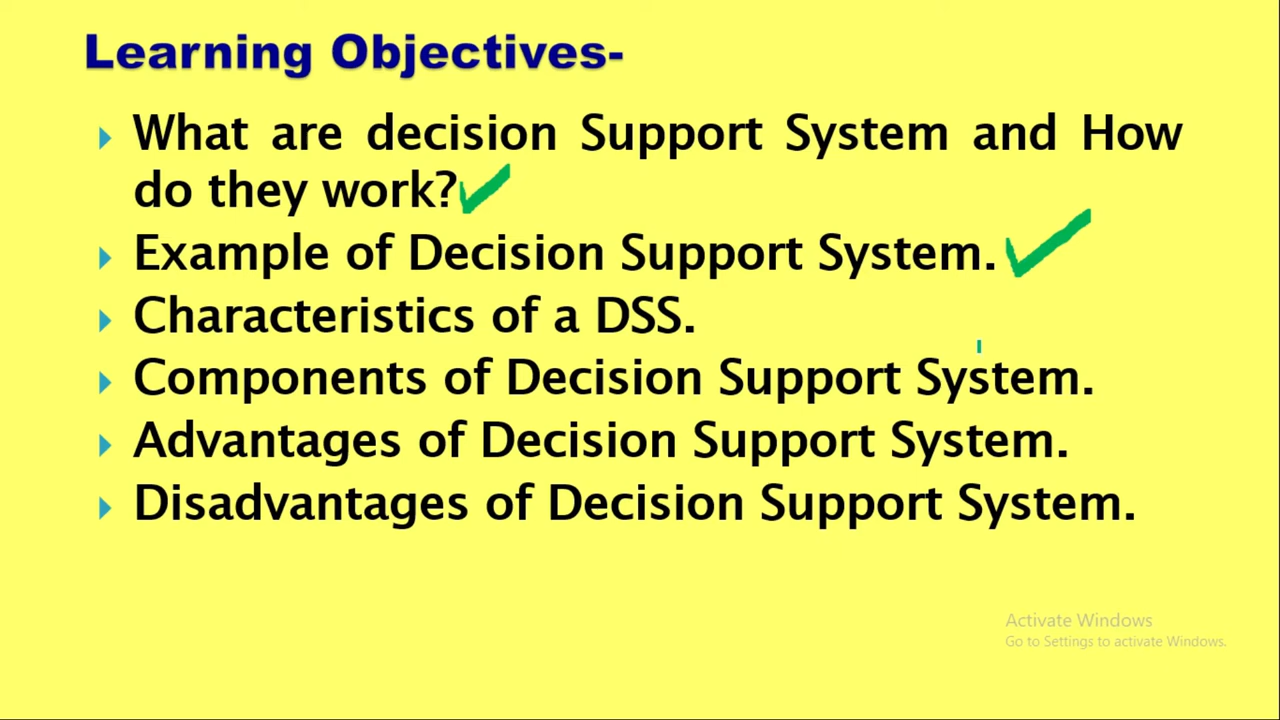 Learning Objectives-
What are decision Support System and How
do they work?
Example of Decision Support System.
Characteristics of a DSS.
Components of Decision Support System.
Advantages of Decision Support System.
Disadvantages of Decision Support System.
Activate Windows
Go to Settings to activate Windows.